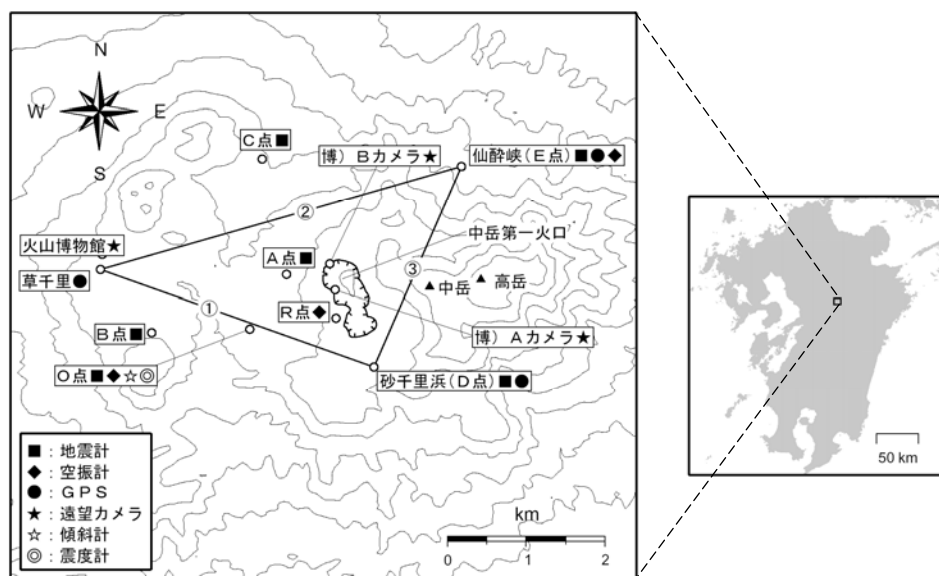 N
W
E
S
C点■
博）Bカメラ★
仙酔峡（E点）■●◆
②
中岳第一火口
火山博物館★
草千里●
A点■
③
▲中岳
▲高岳
①
R点◆
B点■
博）Aカメラ★
O点■◆☆◎
砂千里浜（D点）■●
■：地震計
◆：空振計
●：GPS
★：遠望カメラ
☆：傾斜計
◎：震度計
km
0 1 2
50 km